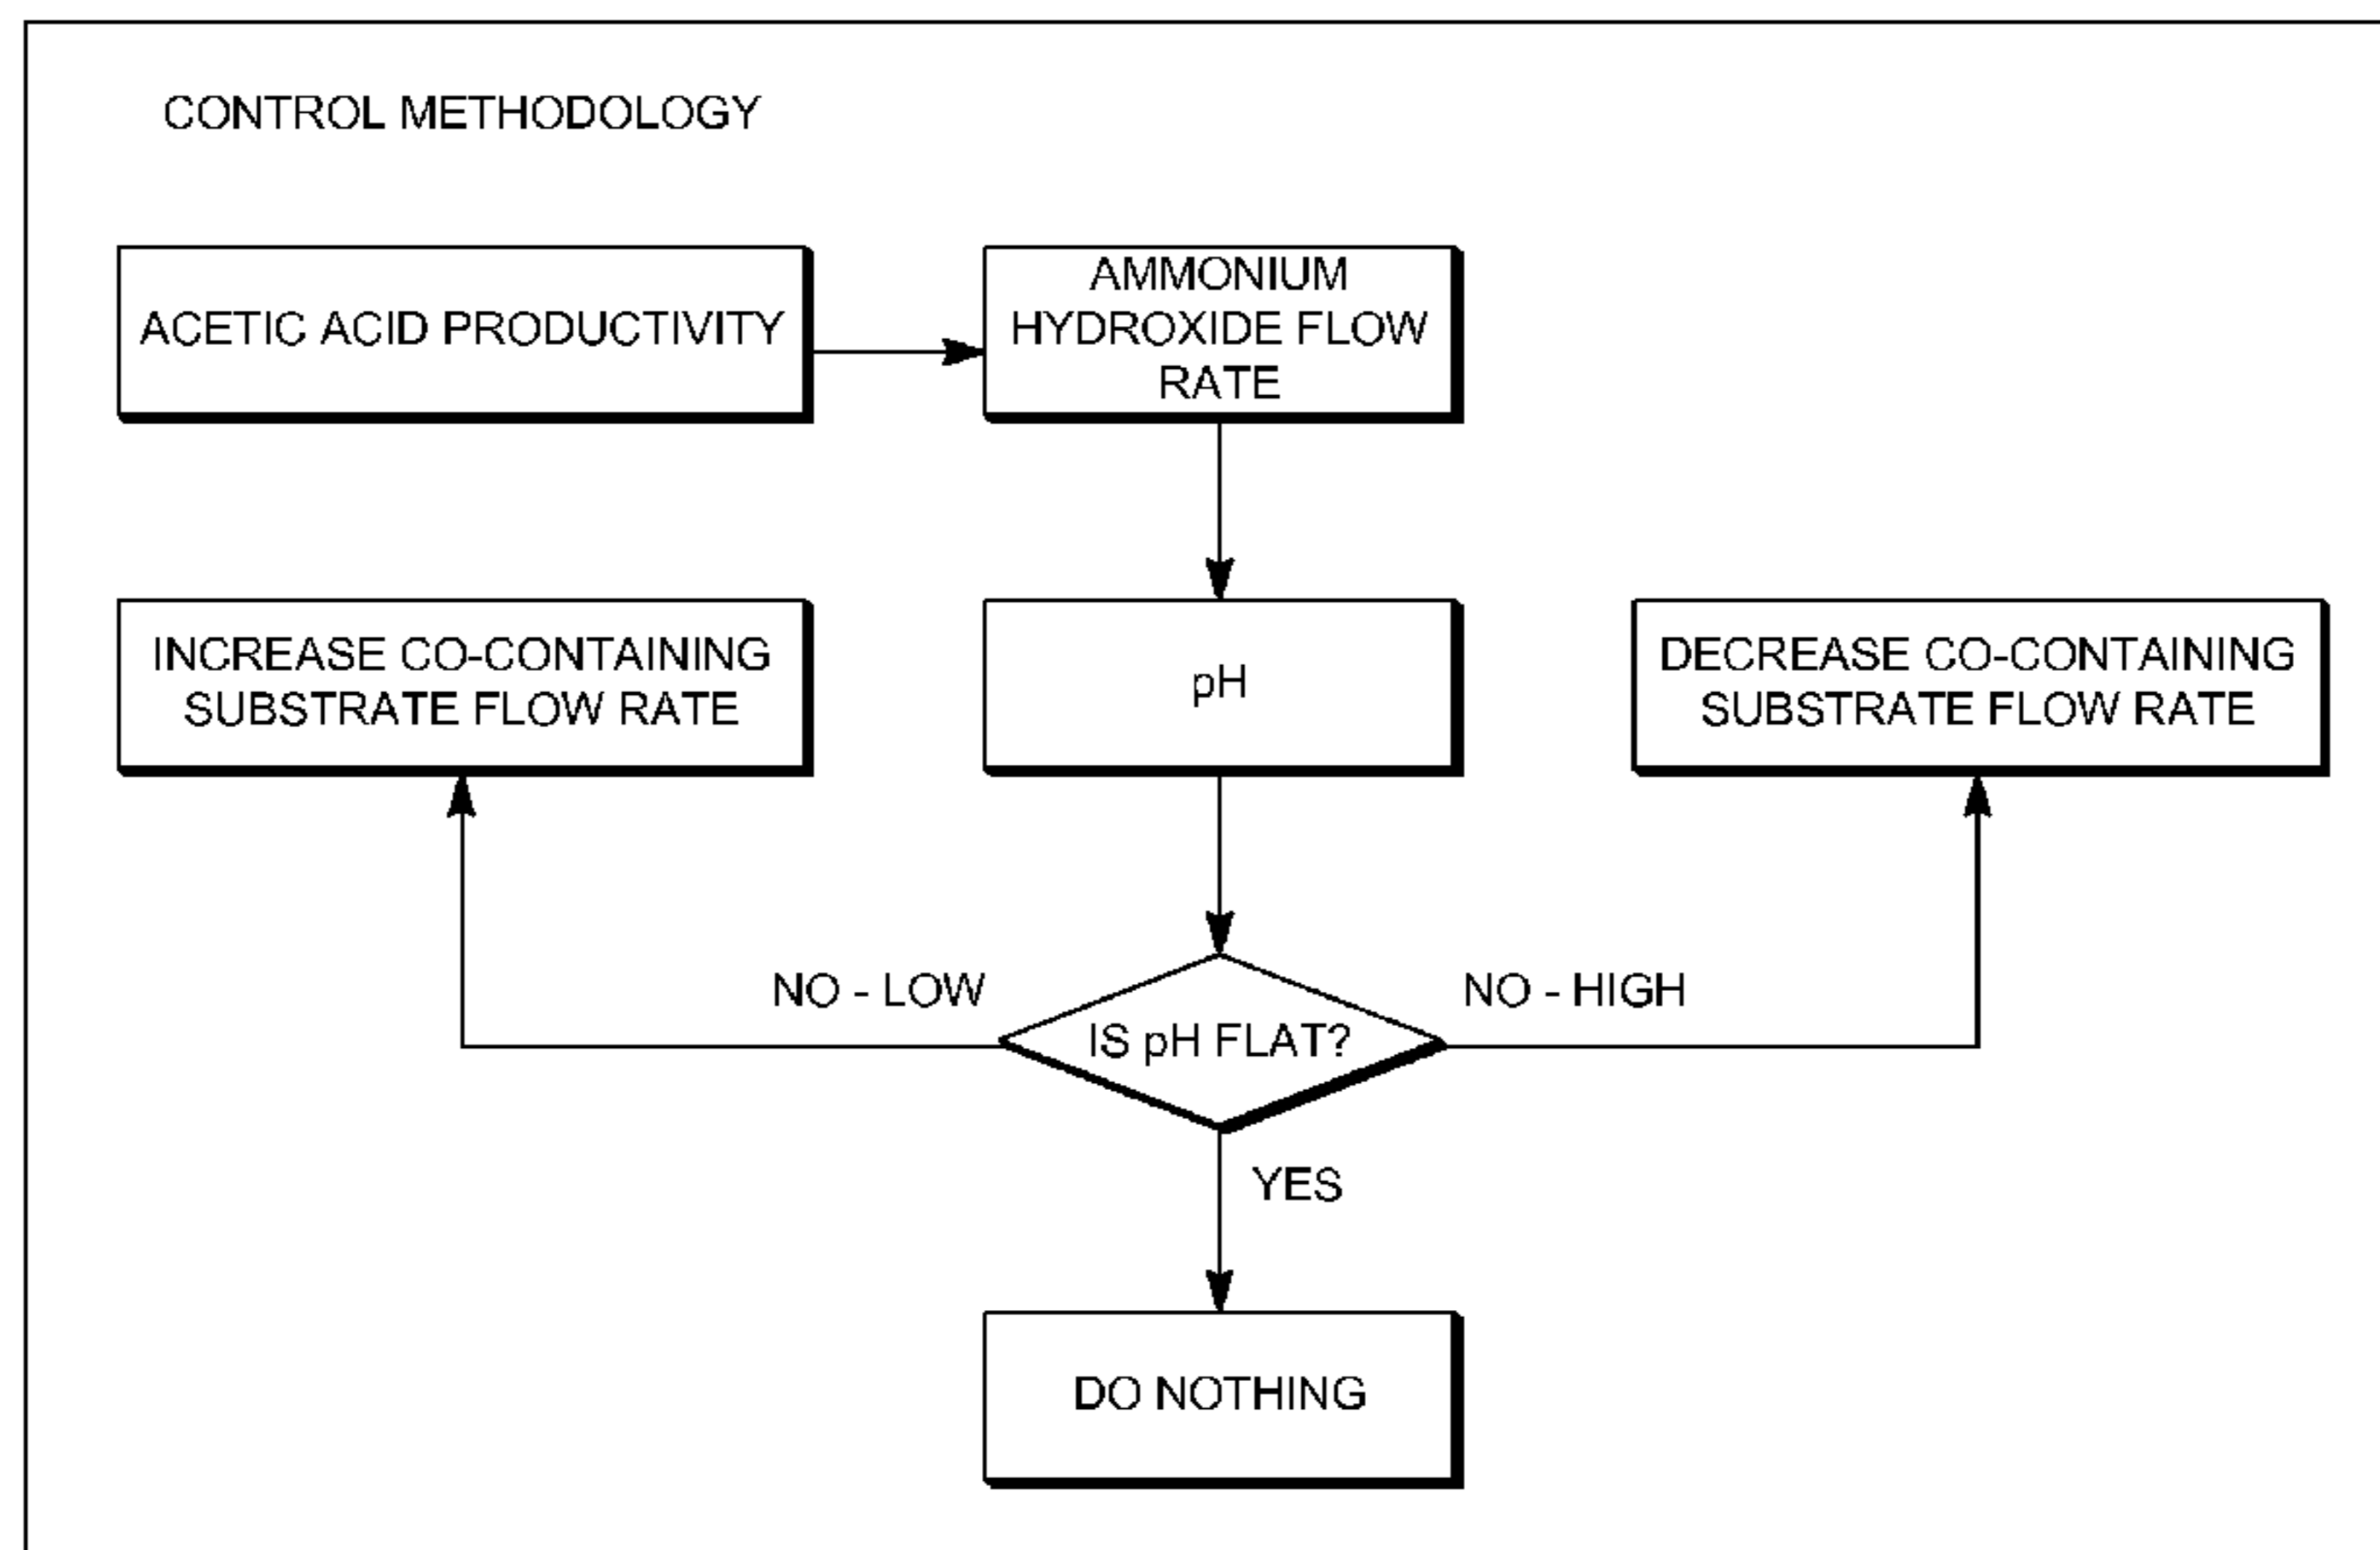 CONTROL METHODOLOGY
ACETIC ACID PRODUCTIVITY
AMMONIUM
HYDROXIDE FLOW
RATE
INCREASE CO-CONTAINING
SUBSTRATE FLOW RATE
pH
DECREASE CO-CONTAINING
SUBSTRATE FLOW RATE
NO - LOW
IS pH FLAT?
NO - HIGH
YES
DO NOTHING